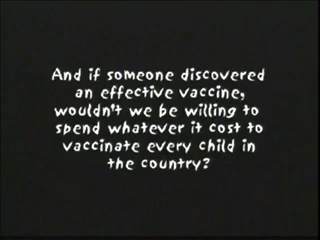 And if someone discovered
an effective vaccine,
wouldn't we be willing to
spend whatever it cost to
vaccinate every child in
the country?